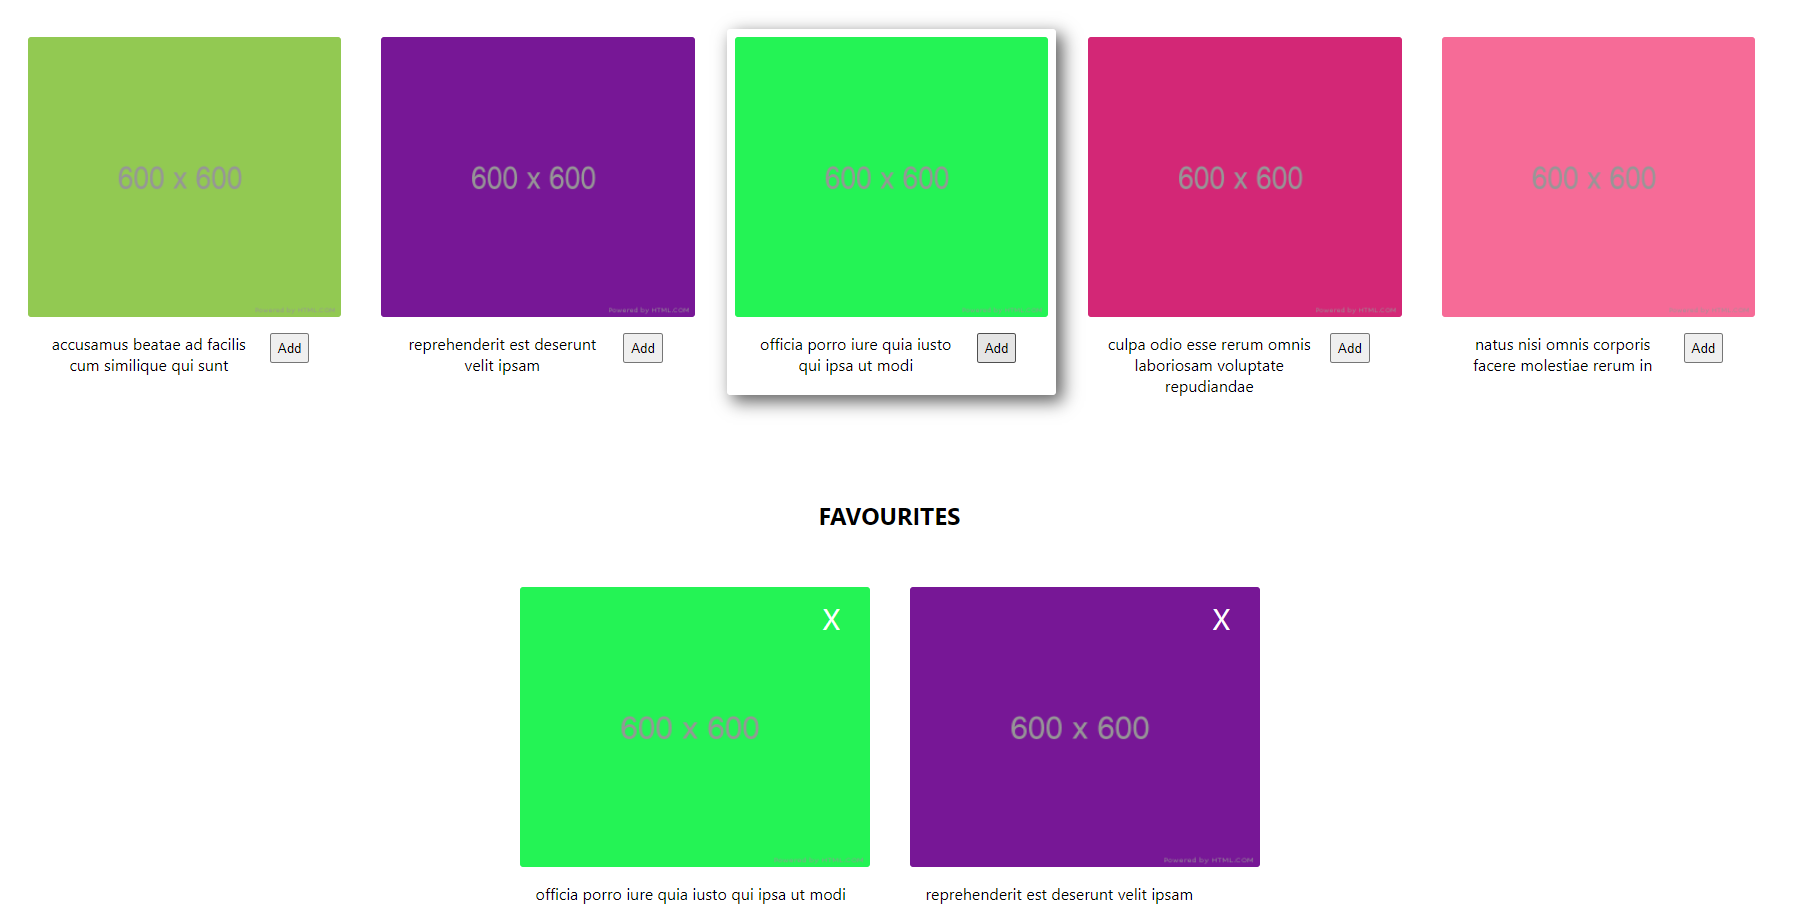 600 x 600
600 x 600
600 x 600
600 x 600
600 x 600
Powered by HTML.COM
Powered by HTML.COM
Powered by HTML.COM
Powered by HTML.COM
Powered by HTML.COM
accusamus beatae ad facilis
cum similique qui sunt
Add
reprehenderit est deserunt
velit ipsam
Add
officia porro iure quia iusto
qui ipsa ut modi
Add
culpa odio esse rerum omnis
laboriosam voluptate
repudiandae
Add
natus nisi omnis corporis
facere molestiae rerum in
Add
FAVOURITES
X
600 x 600
Powered by HTML.COM
officia porro iure quia iusto qui ipsa ut modi
X
600 x 600
Powered by HTML.COM
reprehenderit est deserunt velit ipsam